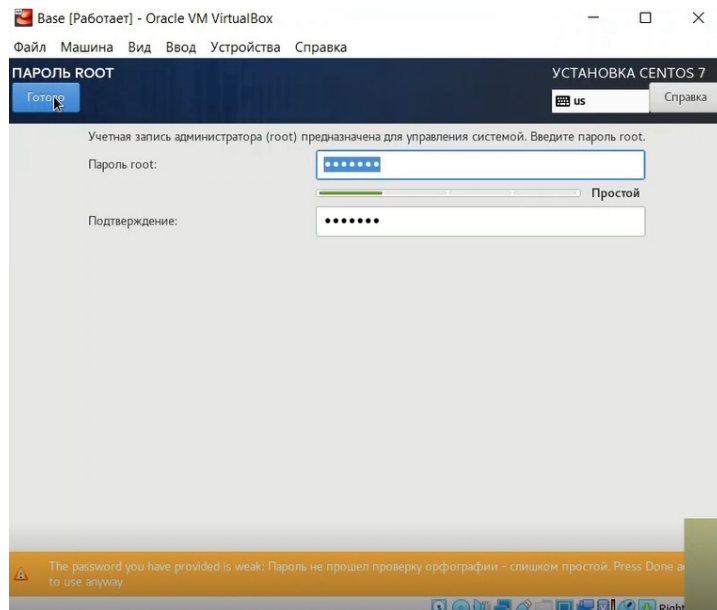 Base [Работает] - Oracle VM VirtualBox
Файл Машина Вид Ввод Устройства Справка
ПАРОЛЬ ROOT
УСТАНОВКА CENTOS 7
Готово
us
Справка
Учетная запись администратора (root) предназначена для управления системой. Введите пароль root.
Пароль root:
Простой
Подтверждение:
The password you have provided is weak: Пароль не прошел проверку орфографии - слишком простой. Press Done
to use anyway.
Right